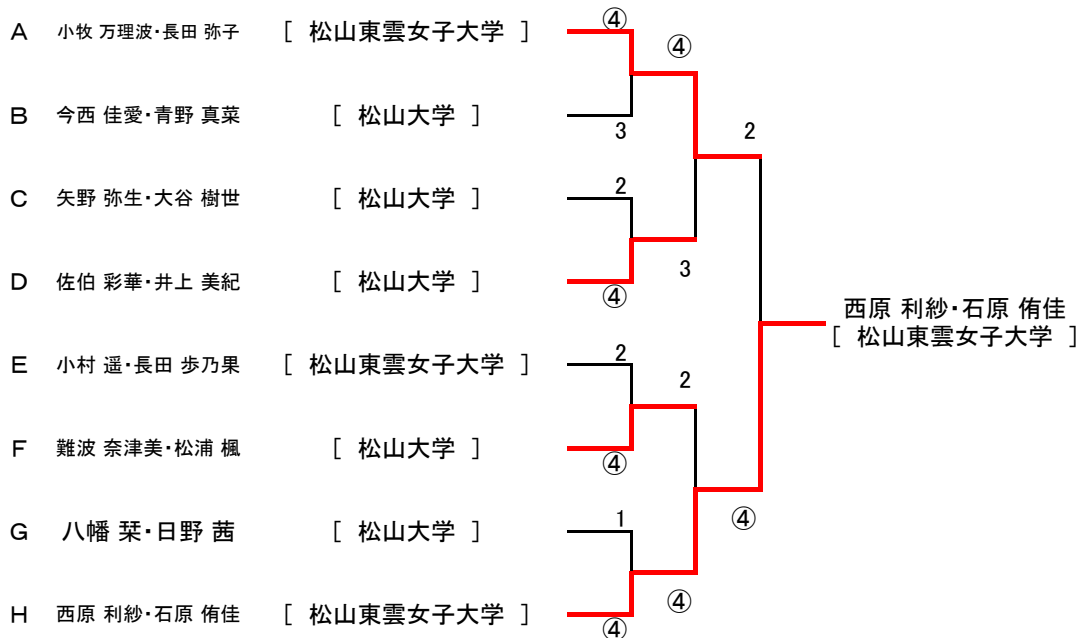 ④
A 小牧 万理波・長田 弥子 [ 松山東雲女子大学 ]
④
B 今西 佳愛・青野 真菜 [ 松山大学 ]
3
2
2
C 矢野 弥生・大谷 樹世 [ 松山大学 ]
3
D 佐伯 彩華・井上 美紀 [ 松山大学 ]
④
西原 利紗・石原 侑佳
[ 松山東雲女子大学 ]
2
E 小村 遥・長田 歩乃果 [ 松山東雲女子大学 ]
2
F 難波 奈津美・松浦 楓 [ 松山大学 ]
④
1
④
G 八幡 栞・日野 茜 [ 松山大学 ]
④
H 西原 利紗・石原 侑佳 [ 松山東雲女子大学 ]
④